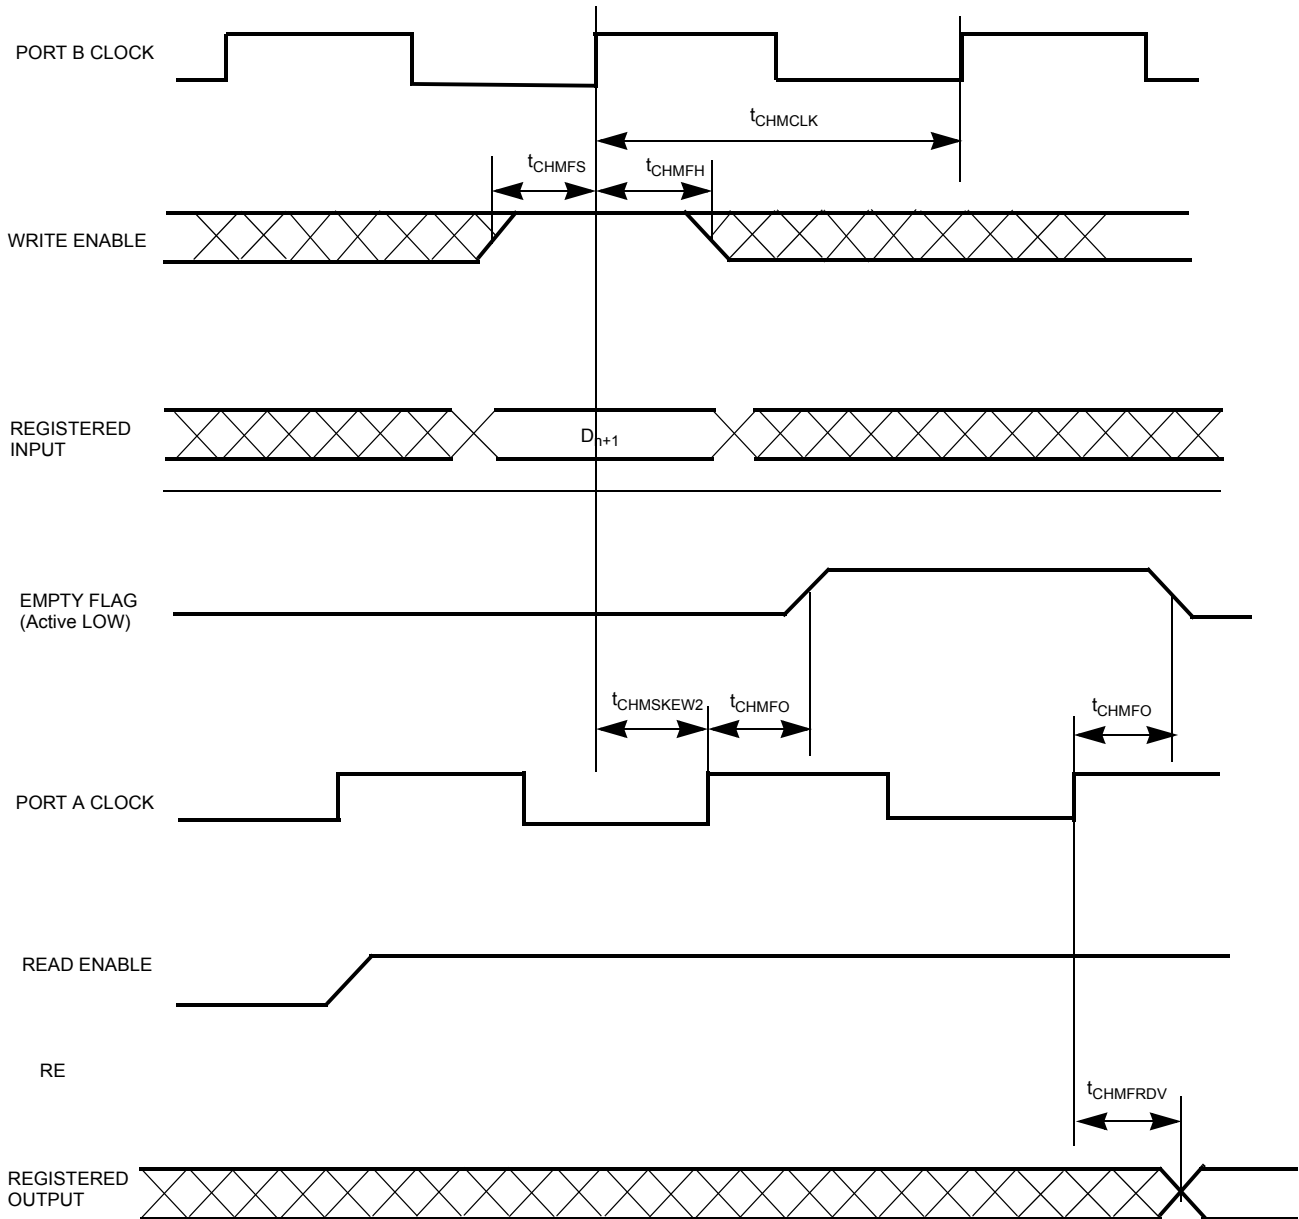 PORT B CLOCK
tCHMCLK
tCHMFS
tCHMFH
WRITE ENABLE
REGISTERED
INPUT
Dn+1
EMPTY FLAG
(Active LOW)
tCHMSKEW2
tCHMFO
tCHMFO
PORT A CLOCK
READ ENABLE
RE
tCHMFRDV
REGISTERED
OUTPUT